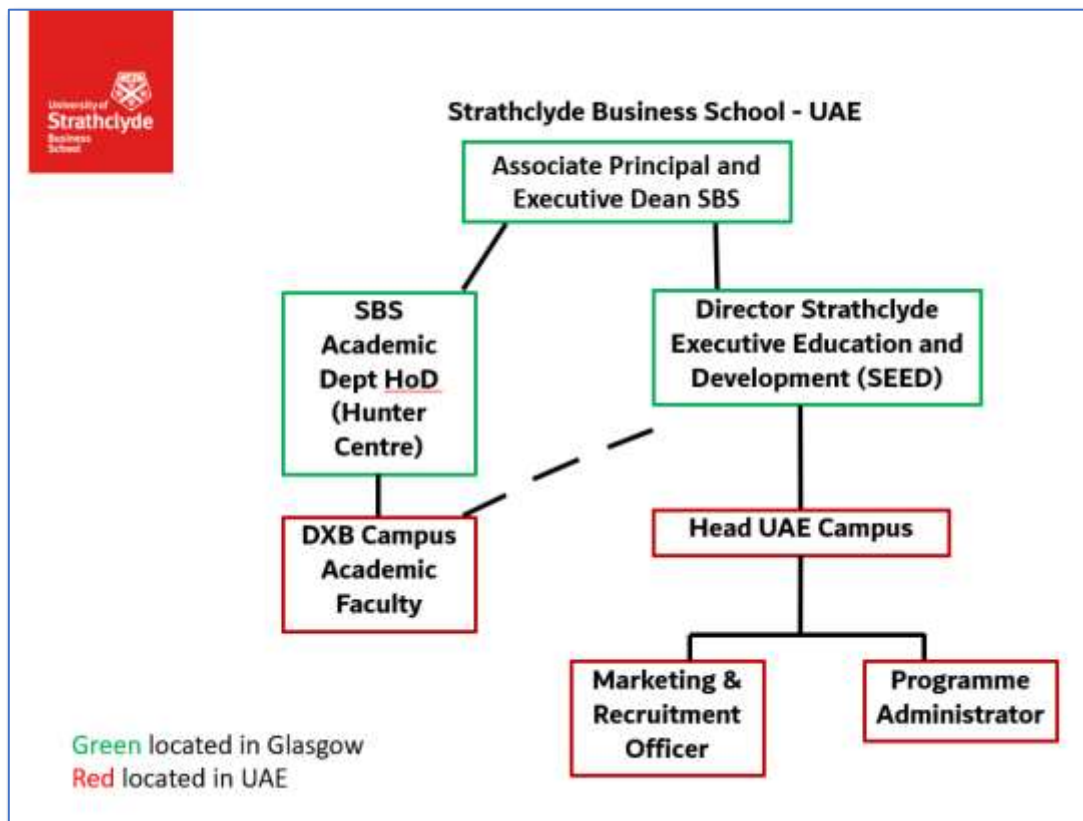 University of
Strathclyde
Business
School
Strathclyde Business School - UAE
Associate Principal and
Executive Dean SBS
SBS
Academic
Dept HoD
(Hunter
Centre)
Director Strathclyde
Executive Education and
Development (SEED)
DXB Campus
Academic
Faculty
Head UAE Campus
Marketing &
Recruitment
Officer
Programme
Administrator
Green located in Glasgow
Red located in UAE